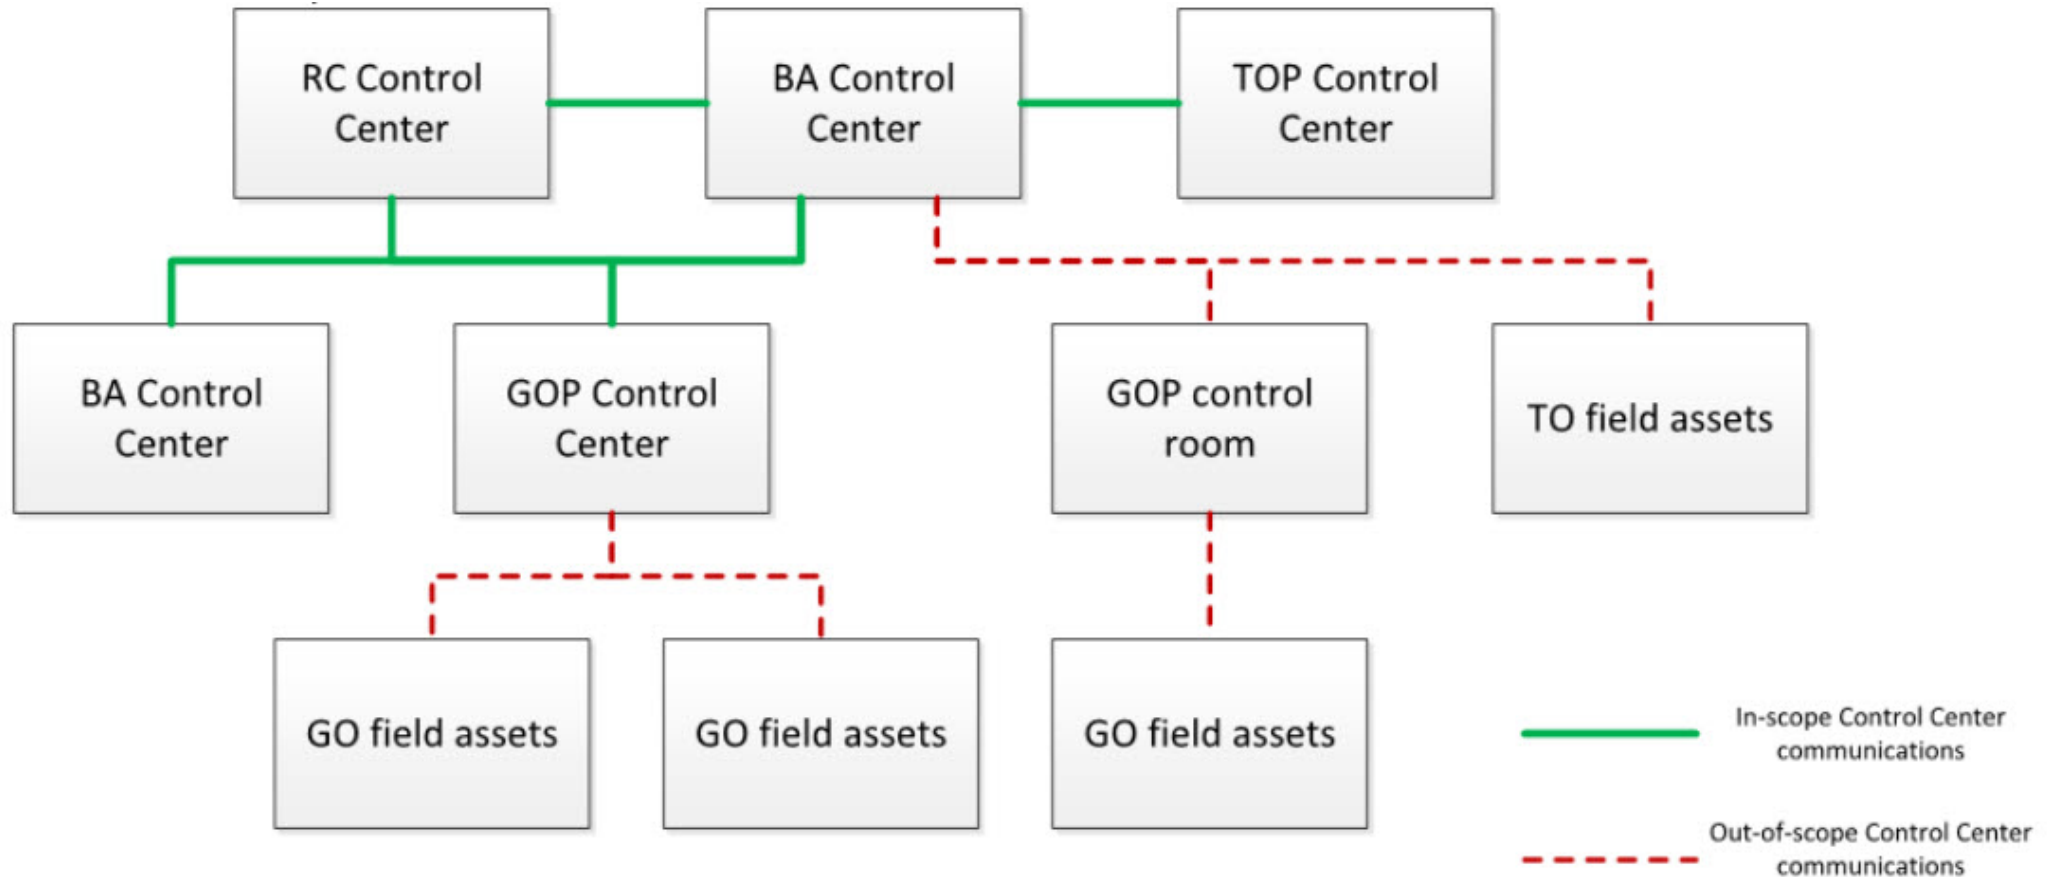 RC Control
Center
BA Control
Center
TOP Control
Center
BA Control
Center
GOP Control
Center
GOP control
room
TO field assets
GO field assets
GO field assets
GO field assets
In-scope Control Center
communications
Out-of-scope Control Center
communications